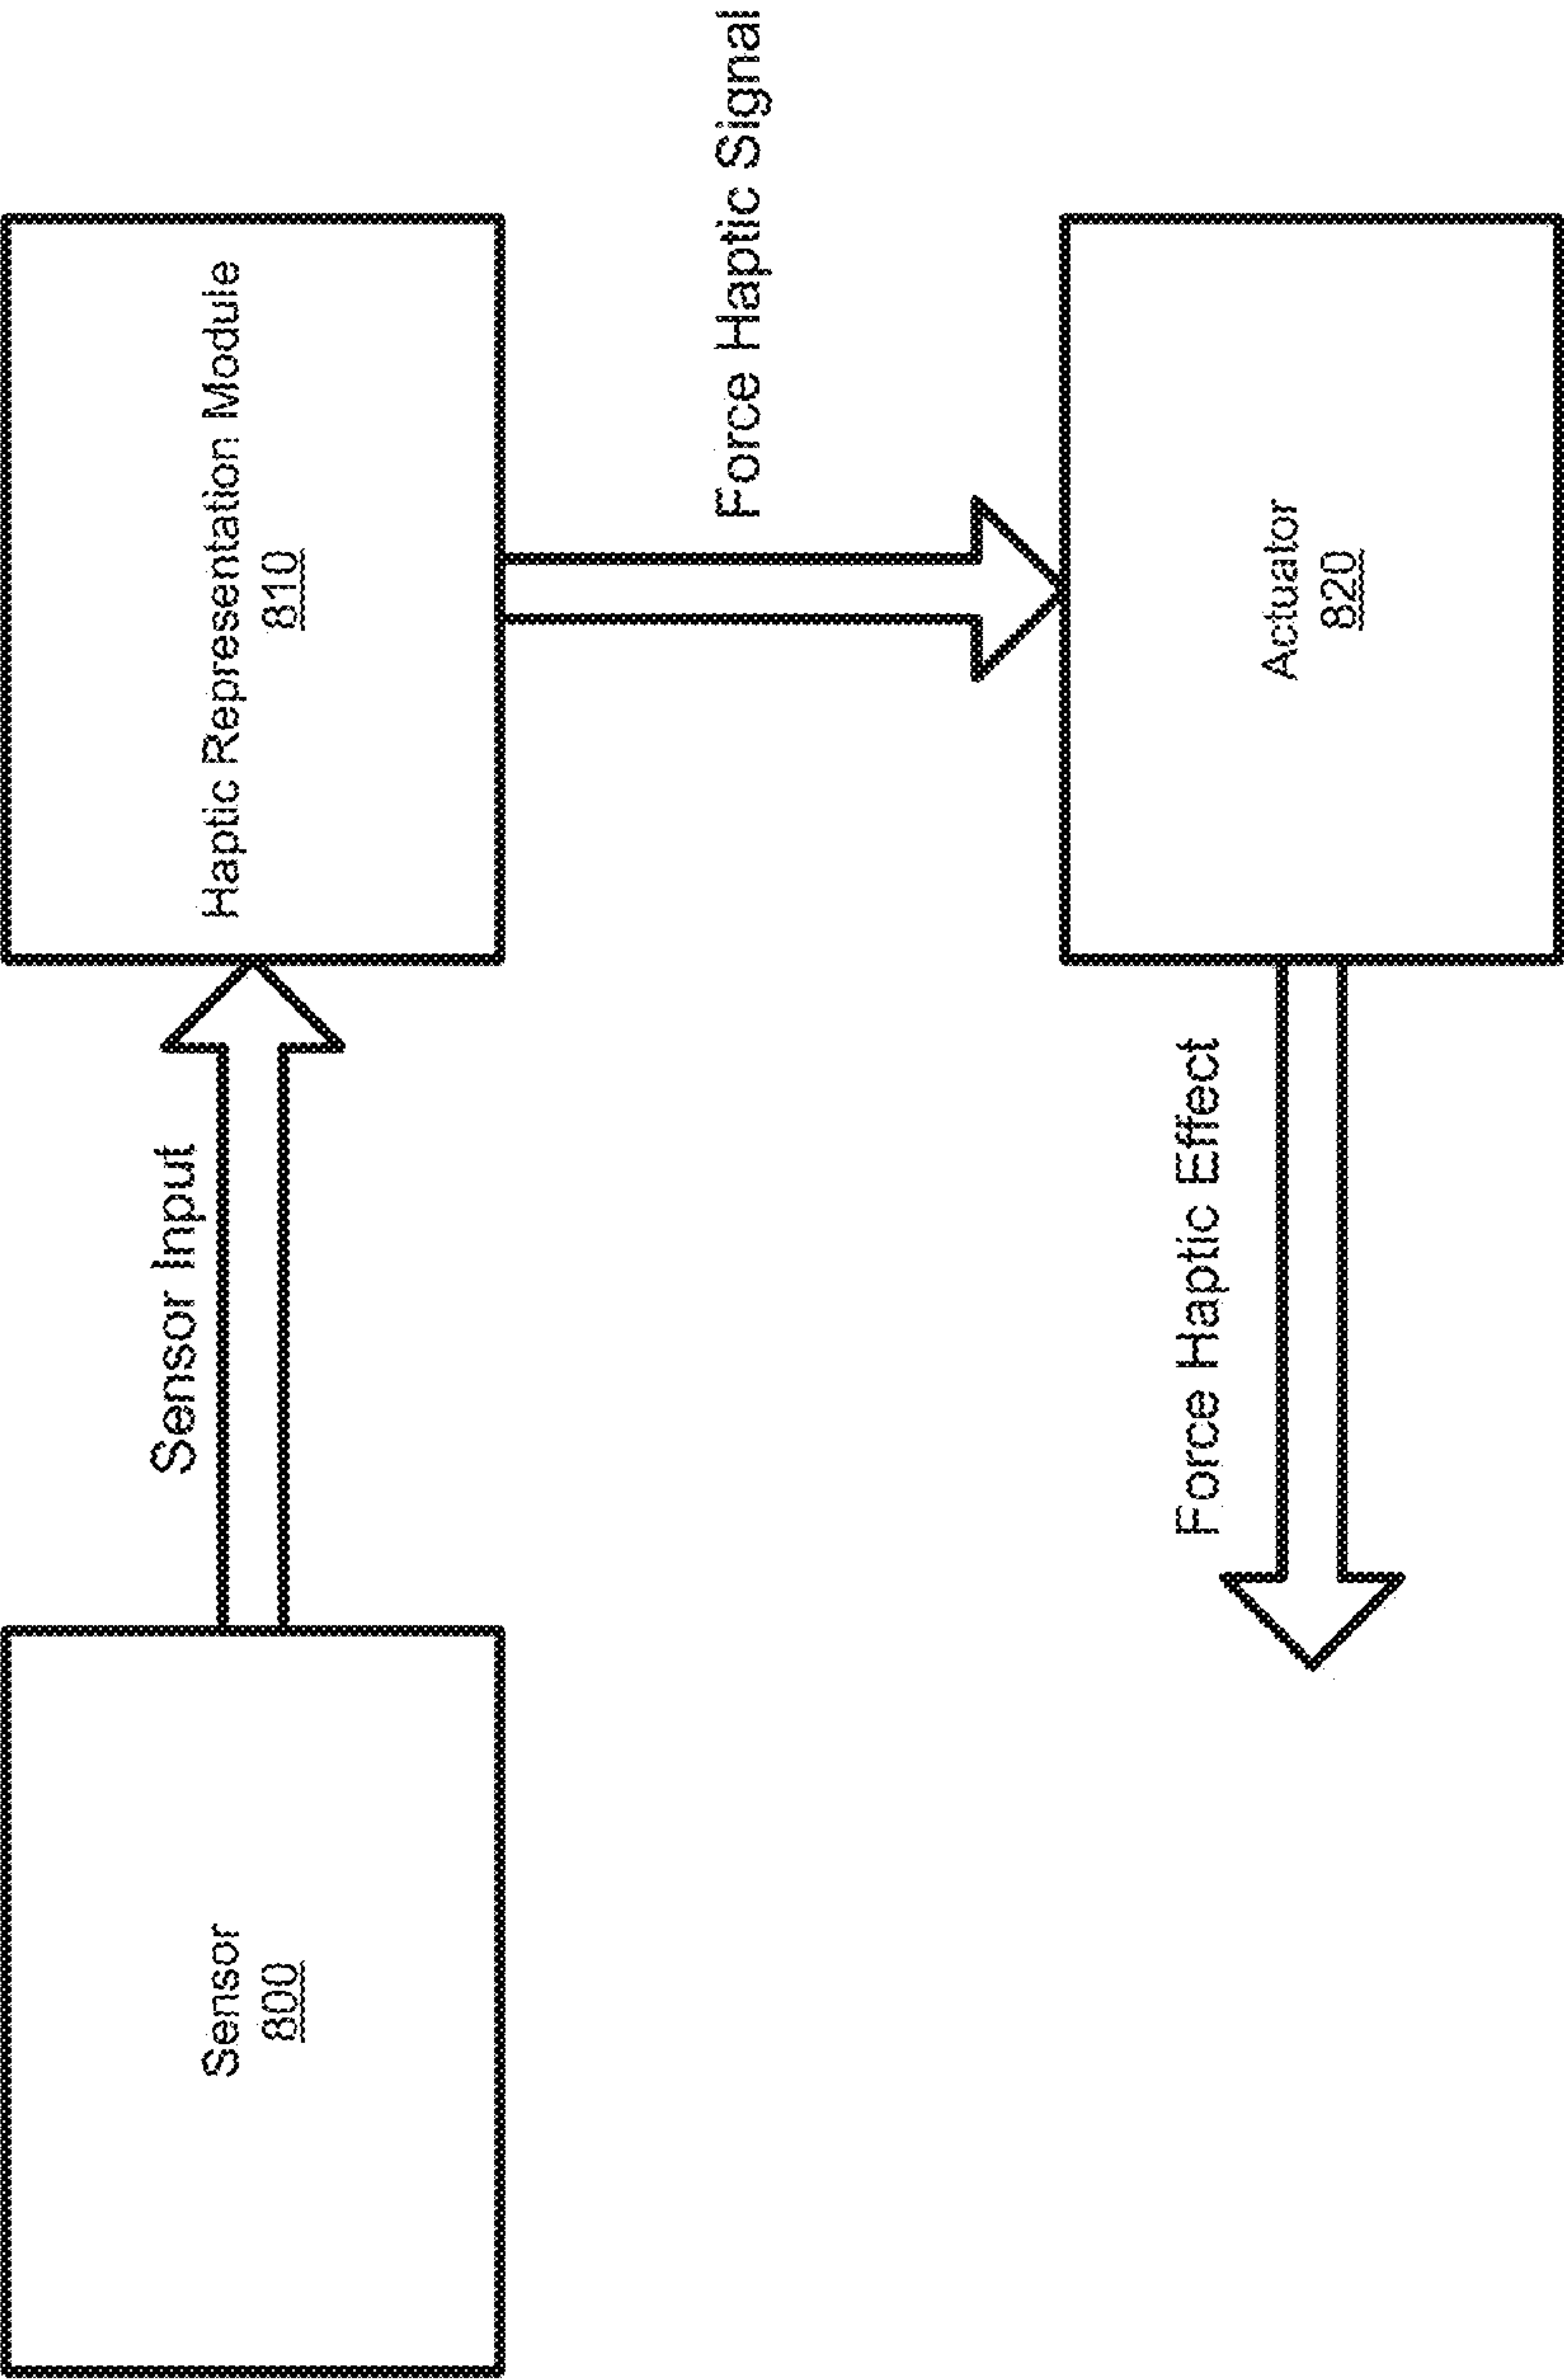 Sensor
800
Sensor Input
Haptic Representation Module
810
Force Haptic Signal
Actuator
820
Force Haptic Effect